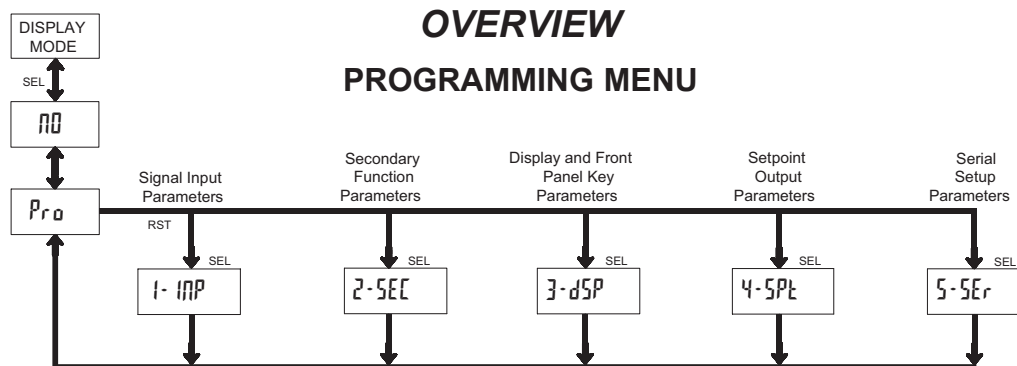 OVERVIEW
PROGRAMMING MENU
DISPLAY
MODE
SEL
NO
Pro
Signal Input
Parameters
RST
Secondary
Function
Parameters
Display and Front
Panel Key
Parameters
Setpoint
Output
Parameters
Serial
Setup
Parameters
SEL
1-INP
SEL
2-SEC
SEL
3-dSP
SEL
4-SPt
SEL
5-SEr